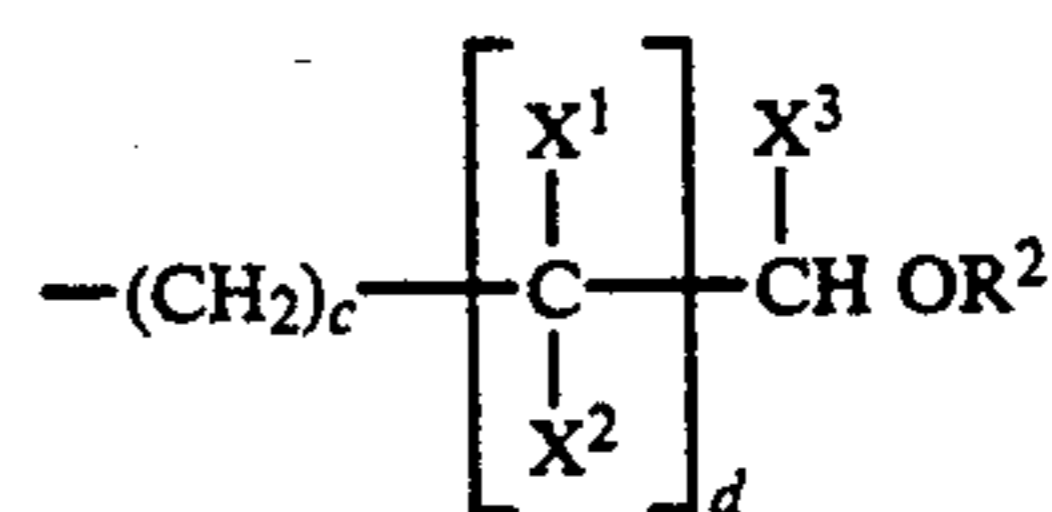 X¹ X³
—(CH₂)c—[—C—]—CH OR²
X²
d